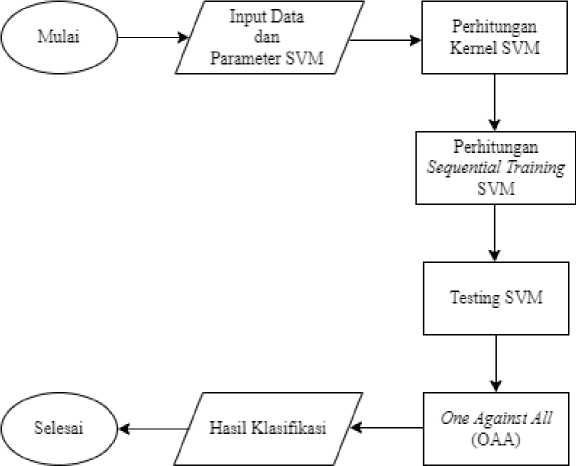 Mulai
Input Data
dan
Parameter SVM
Perhitungan
Kernel SVM
Perhitungan
Sequential Training
SVM
Testing SVM
One Against All
(OAA)
Hasil Klasifikasi
Selesai